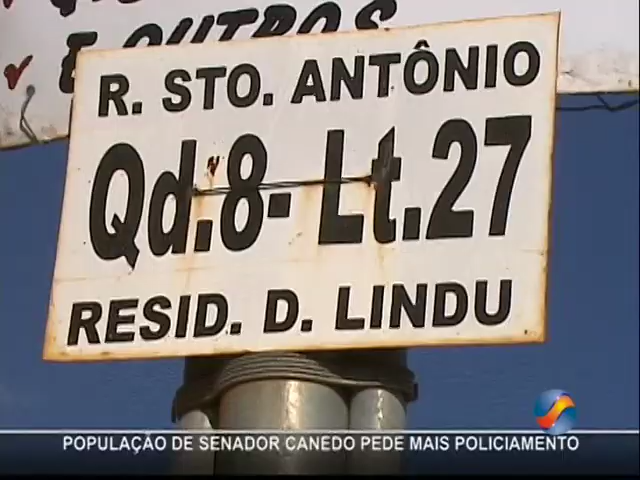 E OUTROS
R. STO. ANTÔNIO
Qd.8- Lt.27
RESID. D. LINDU
POPULAÇÃO DE SENADOR CANEDO PEDE MAIS POLICIAMENTO